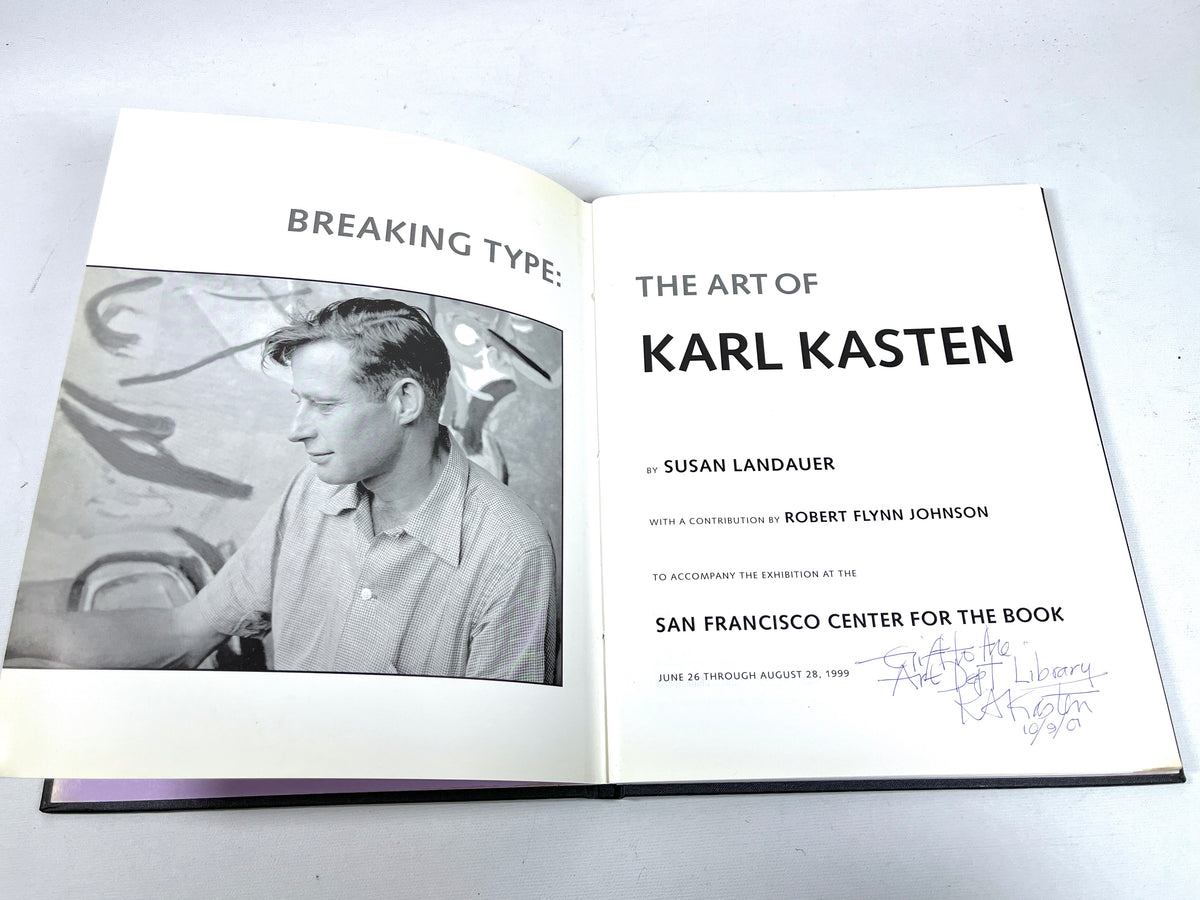 BREAKING TYPE:
THE ART OF
KARL KASTEN
BY SUSAN LANDAUER
WITH A CONTRIBUTION BY ROBERT FLYNN JOHNSON
TO ACCOMPANY THE EXHIBITION AT THE
SAN FRANCISCO CENTER FOR THE BOOK
JUNE 26 THROUGH AUGUST 28, 1999
Gift to the
Art Dept Library
KAKasten
10/9/01